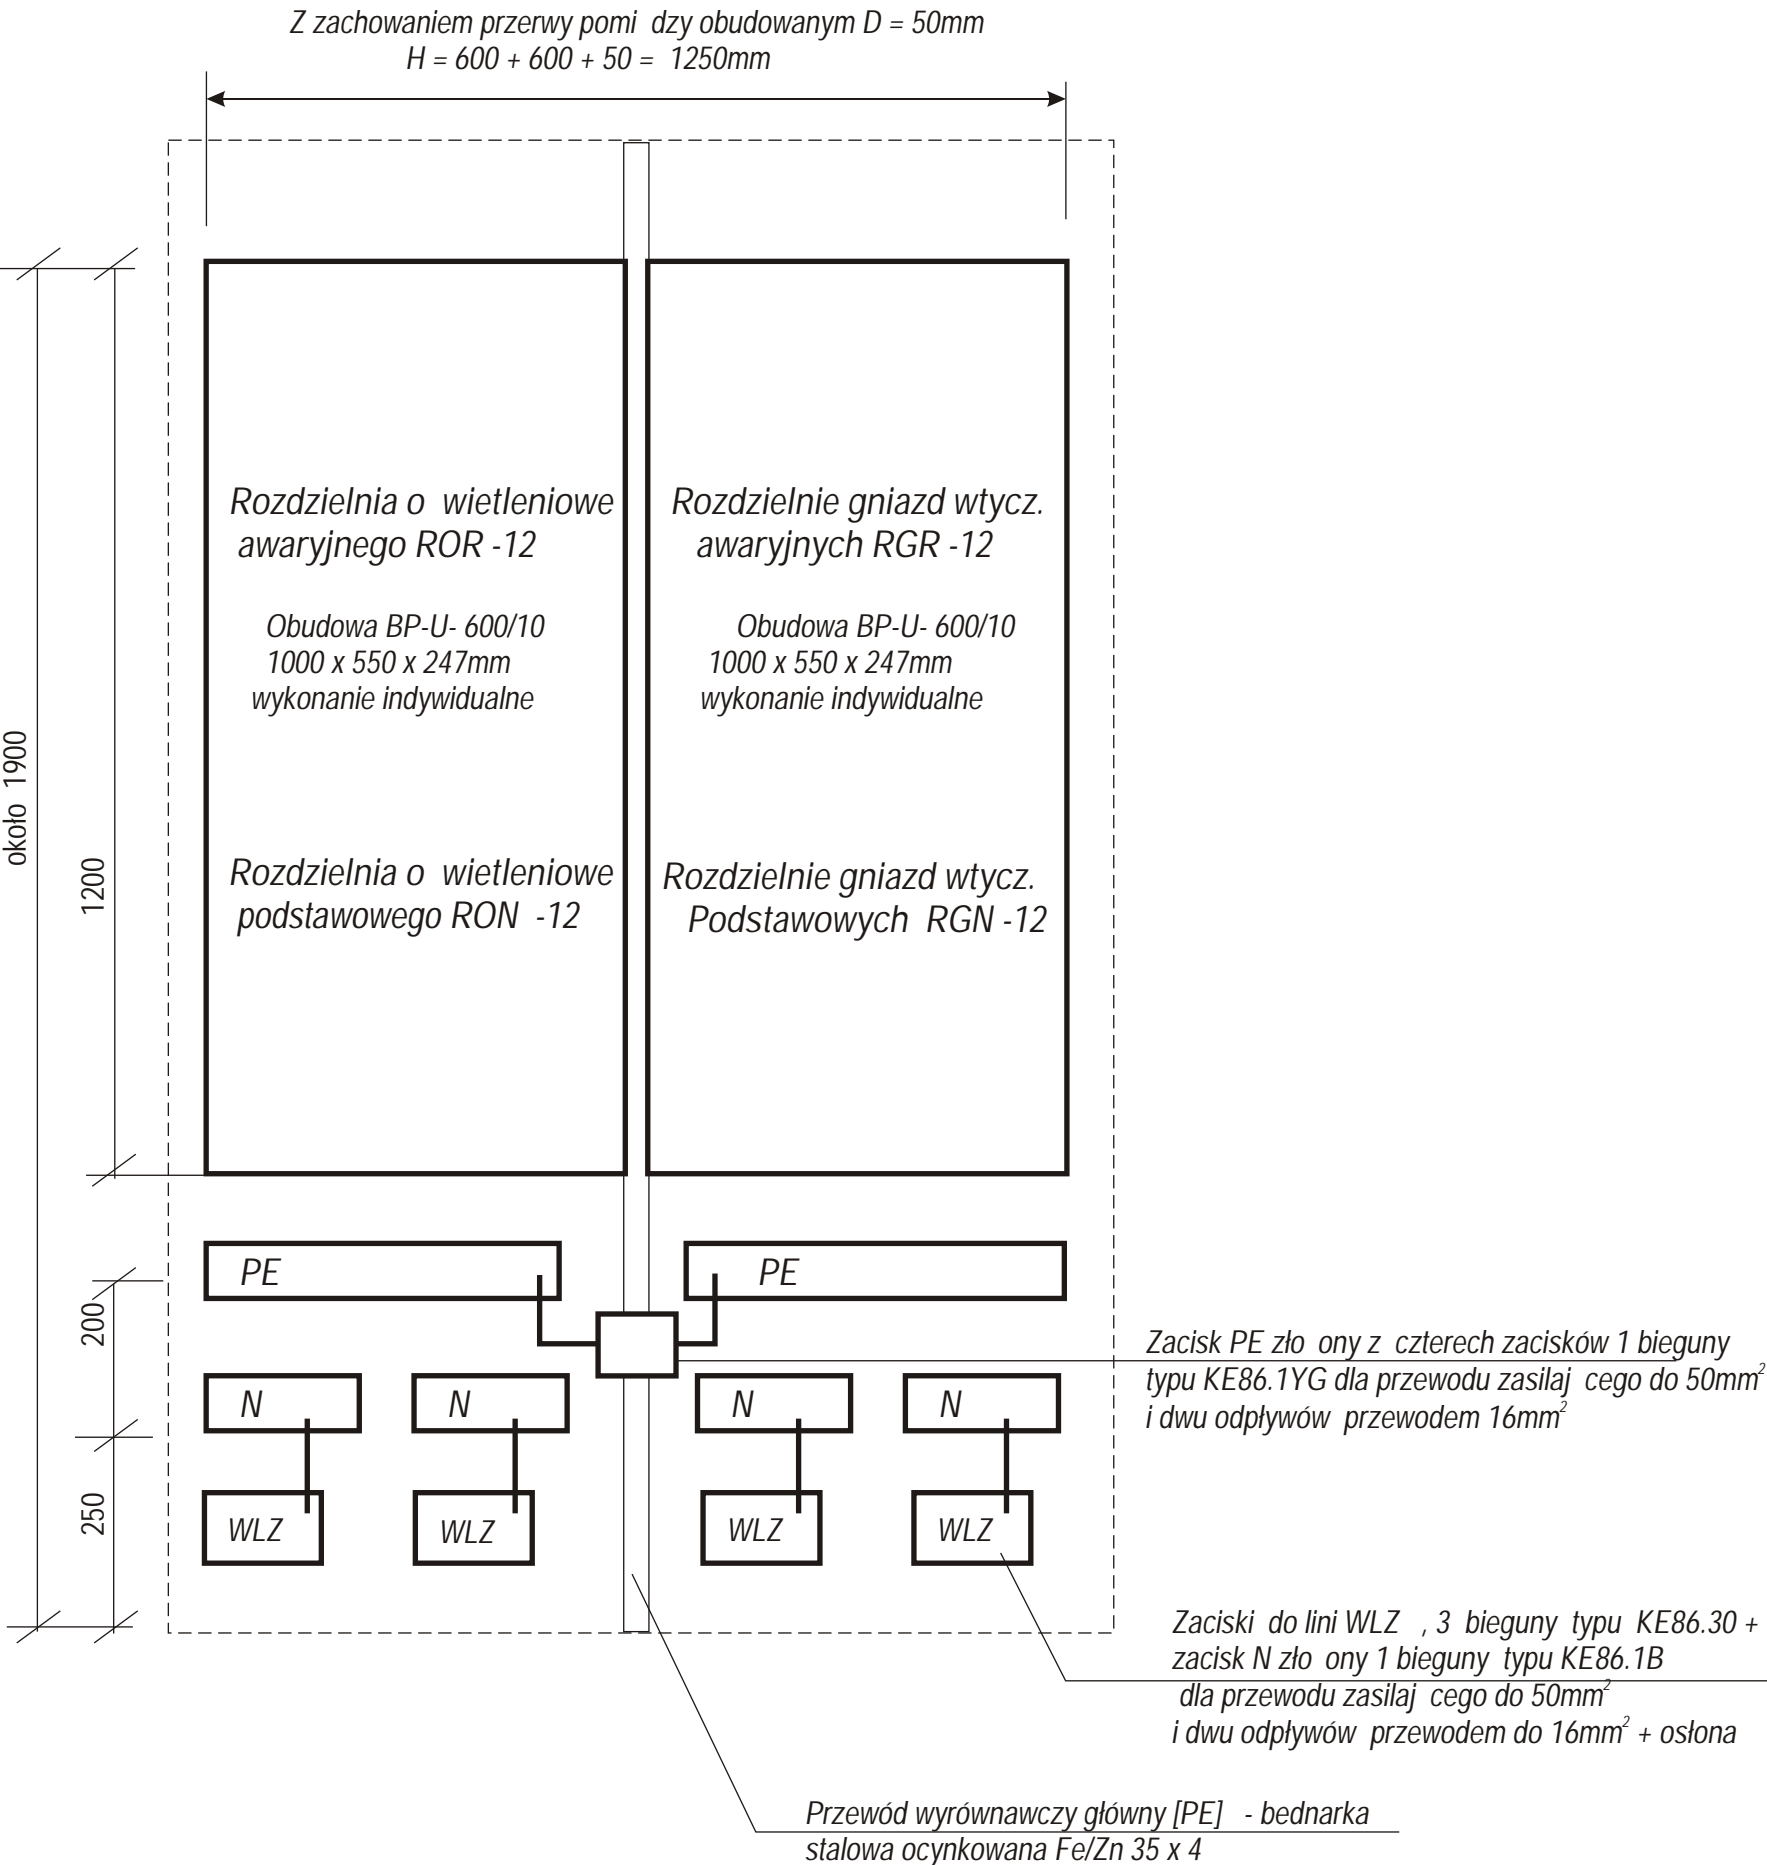 Z zachowaniem przerwy pomi dzy obudowanym D = 50mm
H = 600 + 600 + 50 = 1250mm
Rozdzielnia o wietleniowe
awaryjnego ROR -12
Obudowa BP-U- 600/10
1000 x 550 x 247mm
wykonanie indywidualne
Rozdzielnia o wietleniowe
podstawowego RON -12
Rozdzielnie gniazd wtycz.
awaryjnych RGR -12
Obudowa BP-U- 600/10
1000 x 550 x 247mm
wykonanie indywidualne
Rozdzielnie gniazd wtycz.
Podstawowych RGN -12
około 1900
1200
200
250
PE
PE
N
N
N
N
WLZ
WLZ
WLZ
WLZ
Zacisk PE zło ony z czterech zacisków 1 bieguny
typu KE86.1YG dla przewodu zasilaj cego do 50mm²
i dwu odpływów przewodem 16mm²
Zaciski do lini WLZ , 3 bieguny typu KE86.30 +
zacisk N zło ony 1 bieguny typu KE86.1B
dla przewodu zasilaj cego do 50mm²
i dwu odpływów przewodem do 16mm² + osłona
Przewód wyrównawczy główny [PE] - bednarka
stalowa ocynkowana Fe/Zn 35 x 4